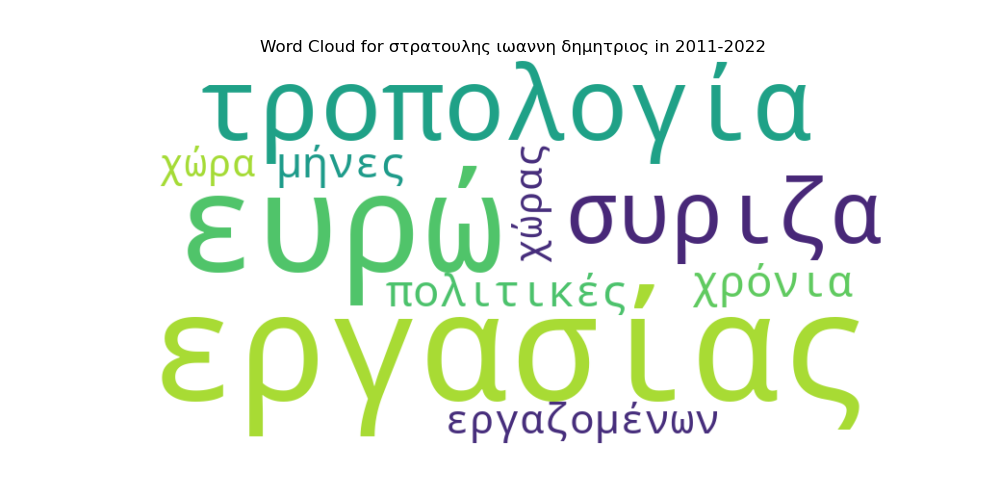 Word Cloud for στρατουλης ιωαννη δημητριος in 2011-2022
τροπολογία
χώρα μήνες
χώρας
ευρώ
συριζα
πολιτικές
χρόνια
εργασίας
εργαζομένων